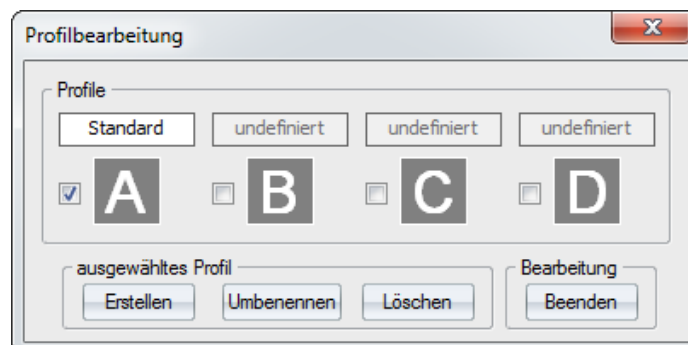 Profilbearbeitung
Profile
Standard undefiniert undefiniert undefiniert
A B C D
ausgewähltes Profil Bearbeitung
Erstellen Umbenennen Löschen Beenden